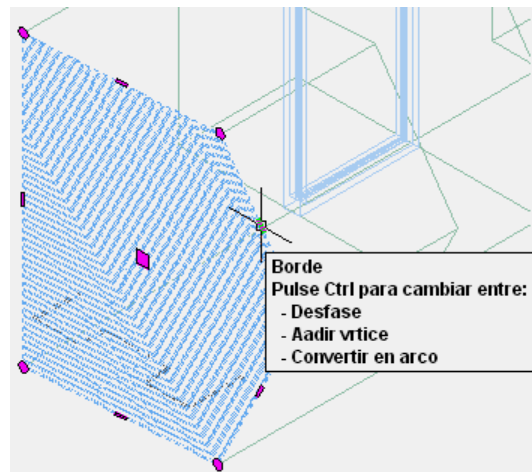 Borde
Pulse Ctrl para cambiar entre:
- Desfase
- Aadir vrtice
- Convertir en arco